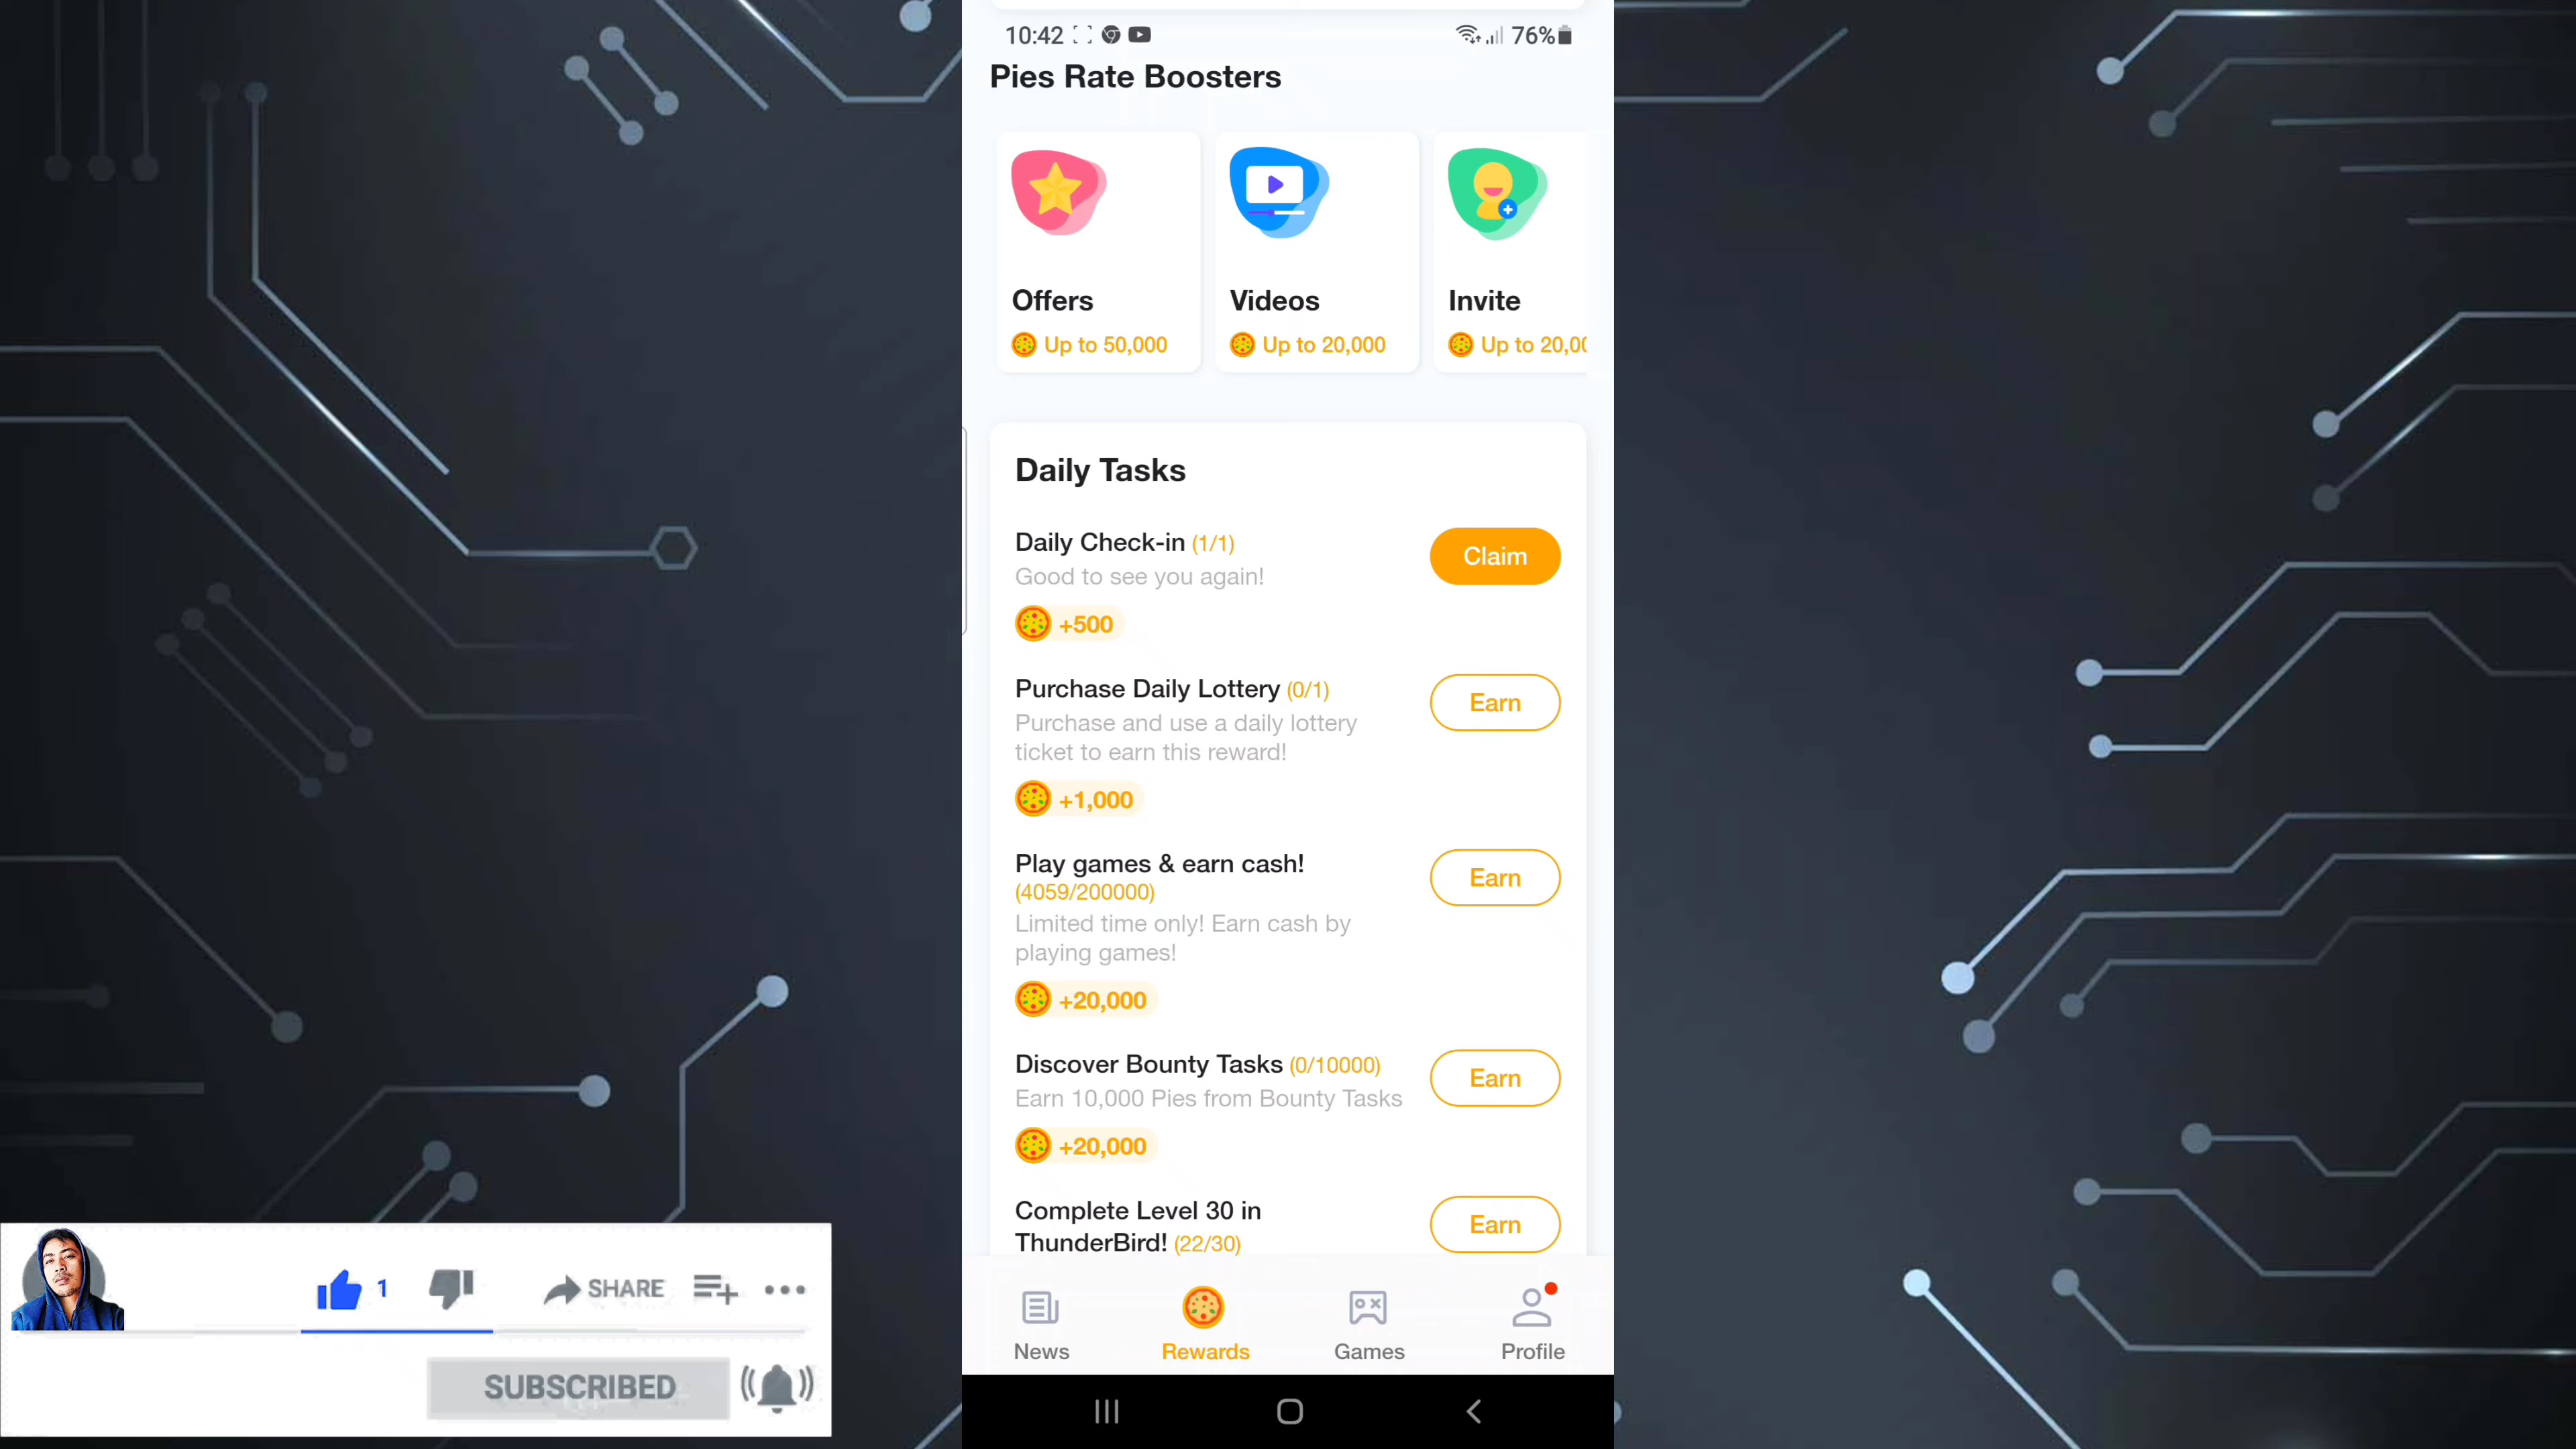 10:42
76%
Pies Rate Boosters
Offers
Up to 50,000
Videos
Up to 20,000
Invite
Up to 20,00
Daily Tasks
Daily Check-in (1/1)
Good to see you again!
+500
Claim
Purchase Daily Lottery (0/1)
Purchase and use a daily lottery
ticket to earn this reward!
+1,000
Earn
Play games & earn cash!
(4059/200000)
Limited time only! Earn cash by
playing games!
+20,000
Earn
Discover Bounty Tasks (0/10000)
Earn 10,000 Pies from Bounty Tasks
+20,000
Earn
Complete Level 30 in
ThunderBird! (22/30)
Earn
News
Rewards
Games
Profile
1
SHARE
SUBSCRIBED